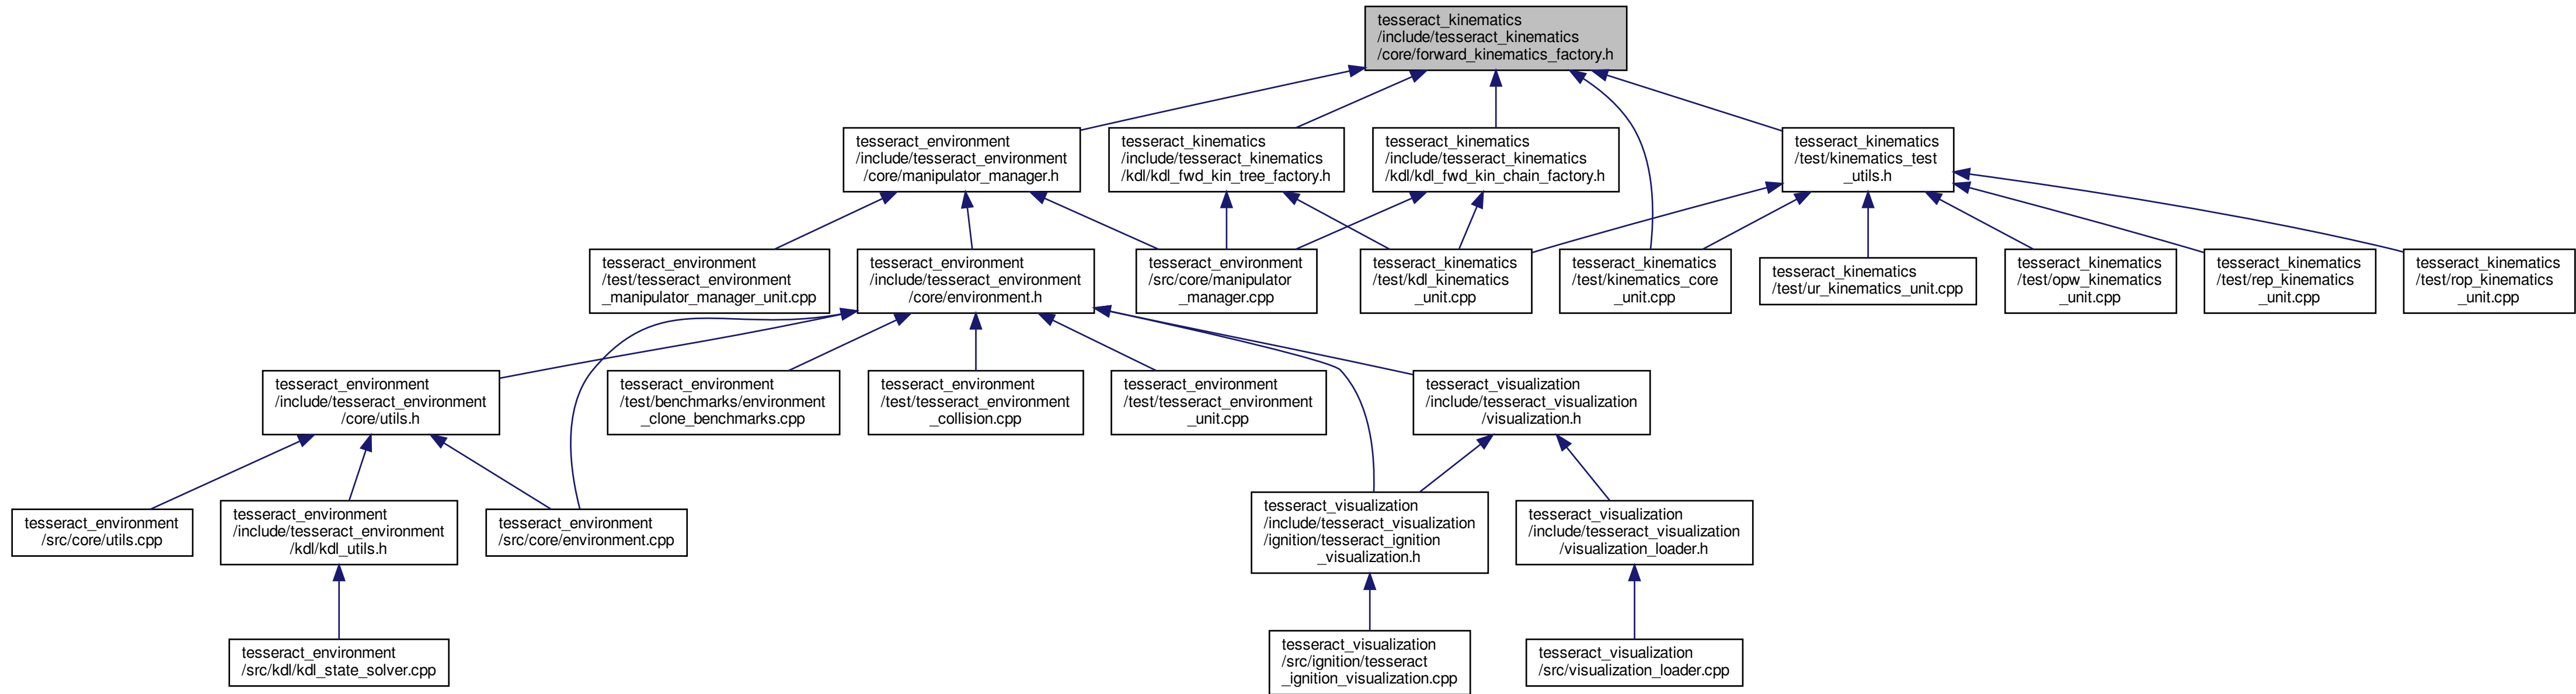 tesseract_kinematics
/include/tesseract_kinematics
/core/forward_kinematics_factory.h
tesseract_environment
/include/tesseract_environment
/core/manipulator_manager.h
tesseract_kinematics
/include/tesseract_kinematics
/kdl/kdl_fwd_kin_tree_factory.h
tesseract_kinematics
/include/tesseract_kinematics
/kdl/kdl_fwd_kin_chain_factory.h
tesseract_kinematics
/test/kinematics_test
_utils.h
tesseract_environment
/test/tesseract_environment
_manipulator_manager_unit.cpp
tesseract_environment
/include/tesseract_environment
/core/environment.h
tesseract_environment
/src/core/manipulator
_manager.cpp
tesseract_kinematics
/test/kdl_kinematics
_unit.cpp
tesseract_kinematics
/test/kinematics_core
_unit.cpp
tesseract_kinematics
/test/ur_kinematics_unit.cpp
tesseract_kinematics
/test/opw_kinematics
_unit.cpp
tesseract_kinematics
/test/rep_kinematics
_unit.cpp
tesseract_kinematics
/test/rop_kinematics
_unit.cpp
tesseract_environment
/include/tesseract_environment
/core/utils.h
tesseract_environment
/test/benchmarks/environment
_clone_benchmarks.cpp
tesseract_environment
/test/tesseract_environment
_collision.cpp
tesseract_environment
/test/tesseract_environment
_unit.cpp
tesseract_visualization
/include/tesseract_visualization
/visualization.h
tesseract_environment
/src/core/utils.cpp
tesseract_environment
/include/tesseract_environment
/kdl/kdl_utils.h
tesseract_environment
/src/core/environment.cpp
tesseract_visualization
/include/tesseract_visualization
/ignition/tesseract_ignition
_visualization.h
tesseract_visualization
/include/tesseract_visualization
/visualization_loader.h
tesseract_environment
/src/kdl/kdl_state_solver.cpp
tesseract_visualization
/src/ignition/tesseract
_ignition_visualization.cpp
tesseract_visualization
/src/visualization_loader.cpp